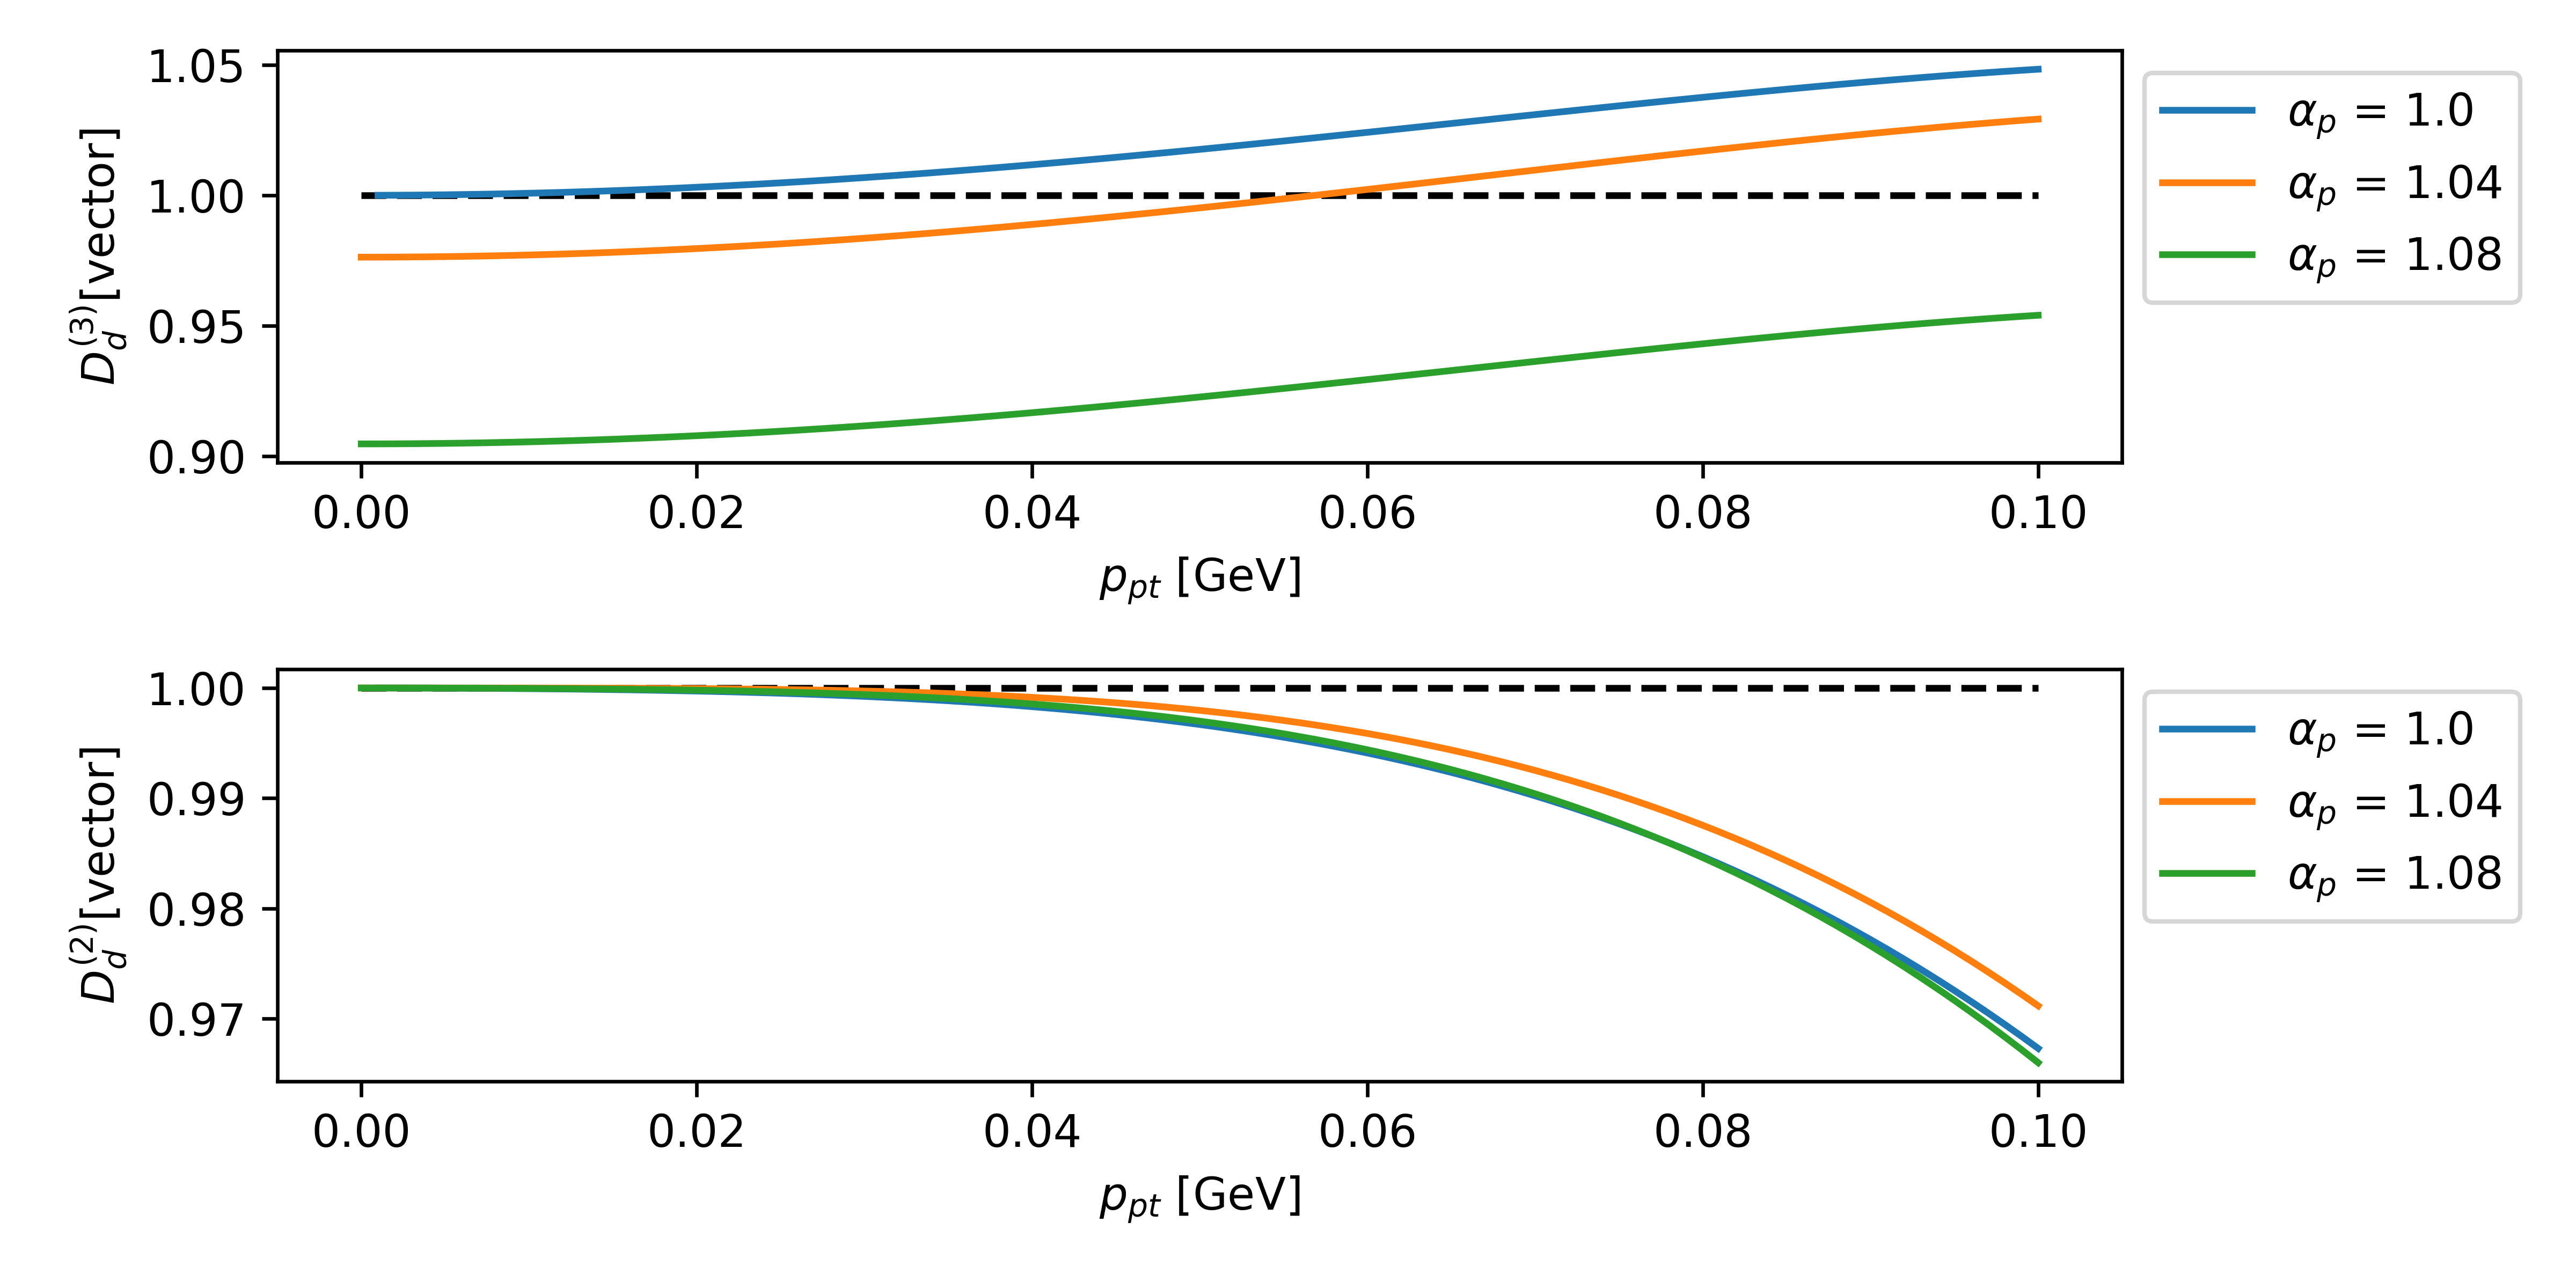 1.05
1.00
0.95
0.90
D_d^(3)[vector]
0.00 0.02 0.04 0.06 0.08 0.10
p_pt [GeV]
α_p = 1.0
α_p = 1.04
α_p = 1.08
1.00
0.99
0.98
0.97
D_d^(2)[vector]
0.00 0.02 0.04 0.06 0.08 0.10
p_pt [GeV]
α_p = 1.0
α_p = 1.04
α_p = 1.08